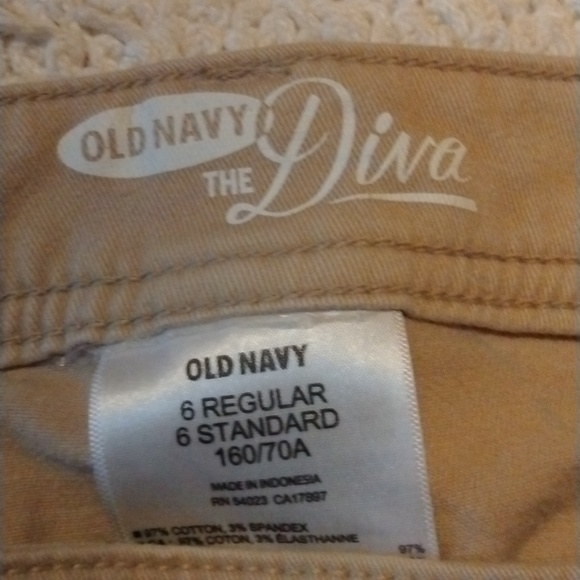 OLD NAVY
THE Diva
OLD NAVY
6 REGULAR
6 STANDARD
160/70A
MADE IN INDONESIA
RN 54023 CA17897
97% COTTON, 3% SPANDEX
97% COTON, 3% ÉLASTHANNE
97%